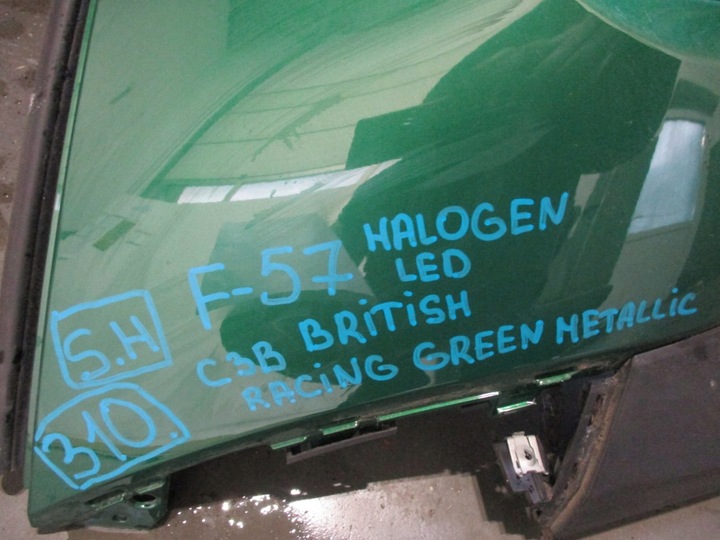 F-57 HALOGEN
LED
C3B BRITISH
RACING GREEN METALLIC
S.H
310.